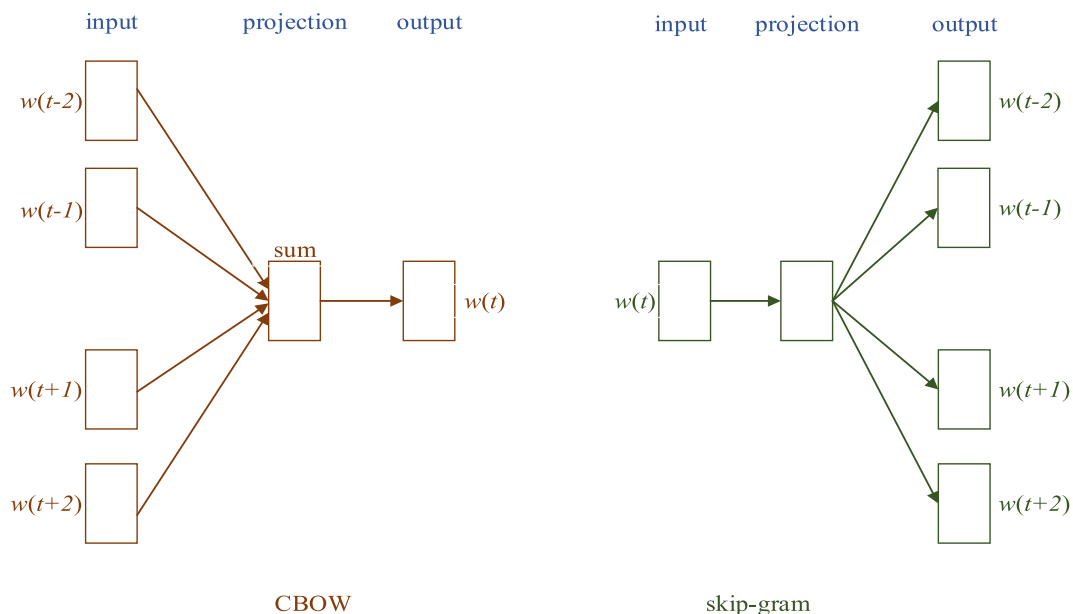 input projection output
w(t-2)
w(t-1)
sum
w(t)
w(t+1)
w(t+2)
CBOW
input projection output
w(t-2)
w(t-1)
w(t)
w(t+1)
w(t+2)
skip-gram